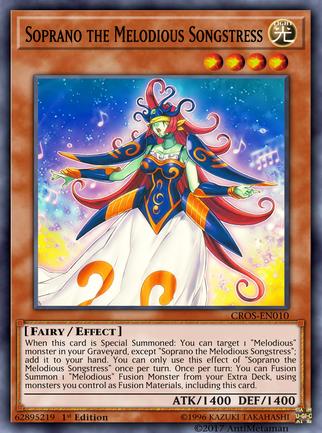 Soprano the Melodious Songstress
LIGHT
光
CROS-EN010
[Fairy / Effect]
When this card is Special Summoned: You can target 1 "Melodious"
monster in your Graveyard, except "Soprano the Melodious Songstress";
add it to your hand. You can only use this effect of "Soprano the
Melodious Songstress" once per turn. Once per turn: You can Fusion
Summon 1 "Melodious" Fusion Monster from your Extra Deck, using
monsters you control as Fusion Materials, including this card.
ATK/1400 DEF/1400
62895219 1st Edition ©1996 KAZUKI TAKAHASHI
©2017 AntiMetaman